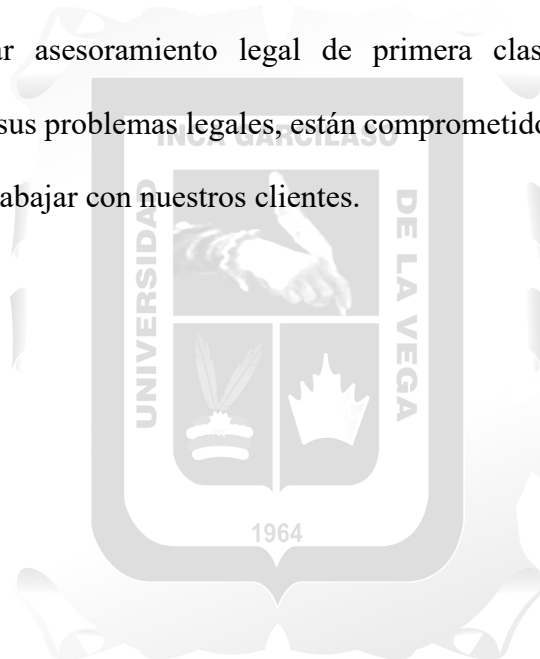 ar asesoramiento legal de primera clas
sus problemas legales, están comprometido
abajar con nuestros clientes.
INCA GARCILASO
UNIVERSIDAD
DE LA VEGA
1964